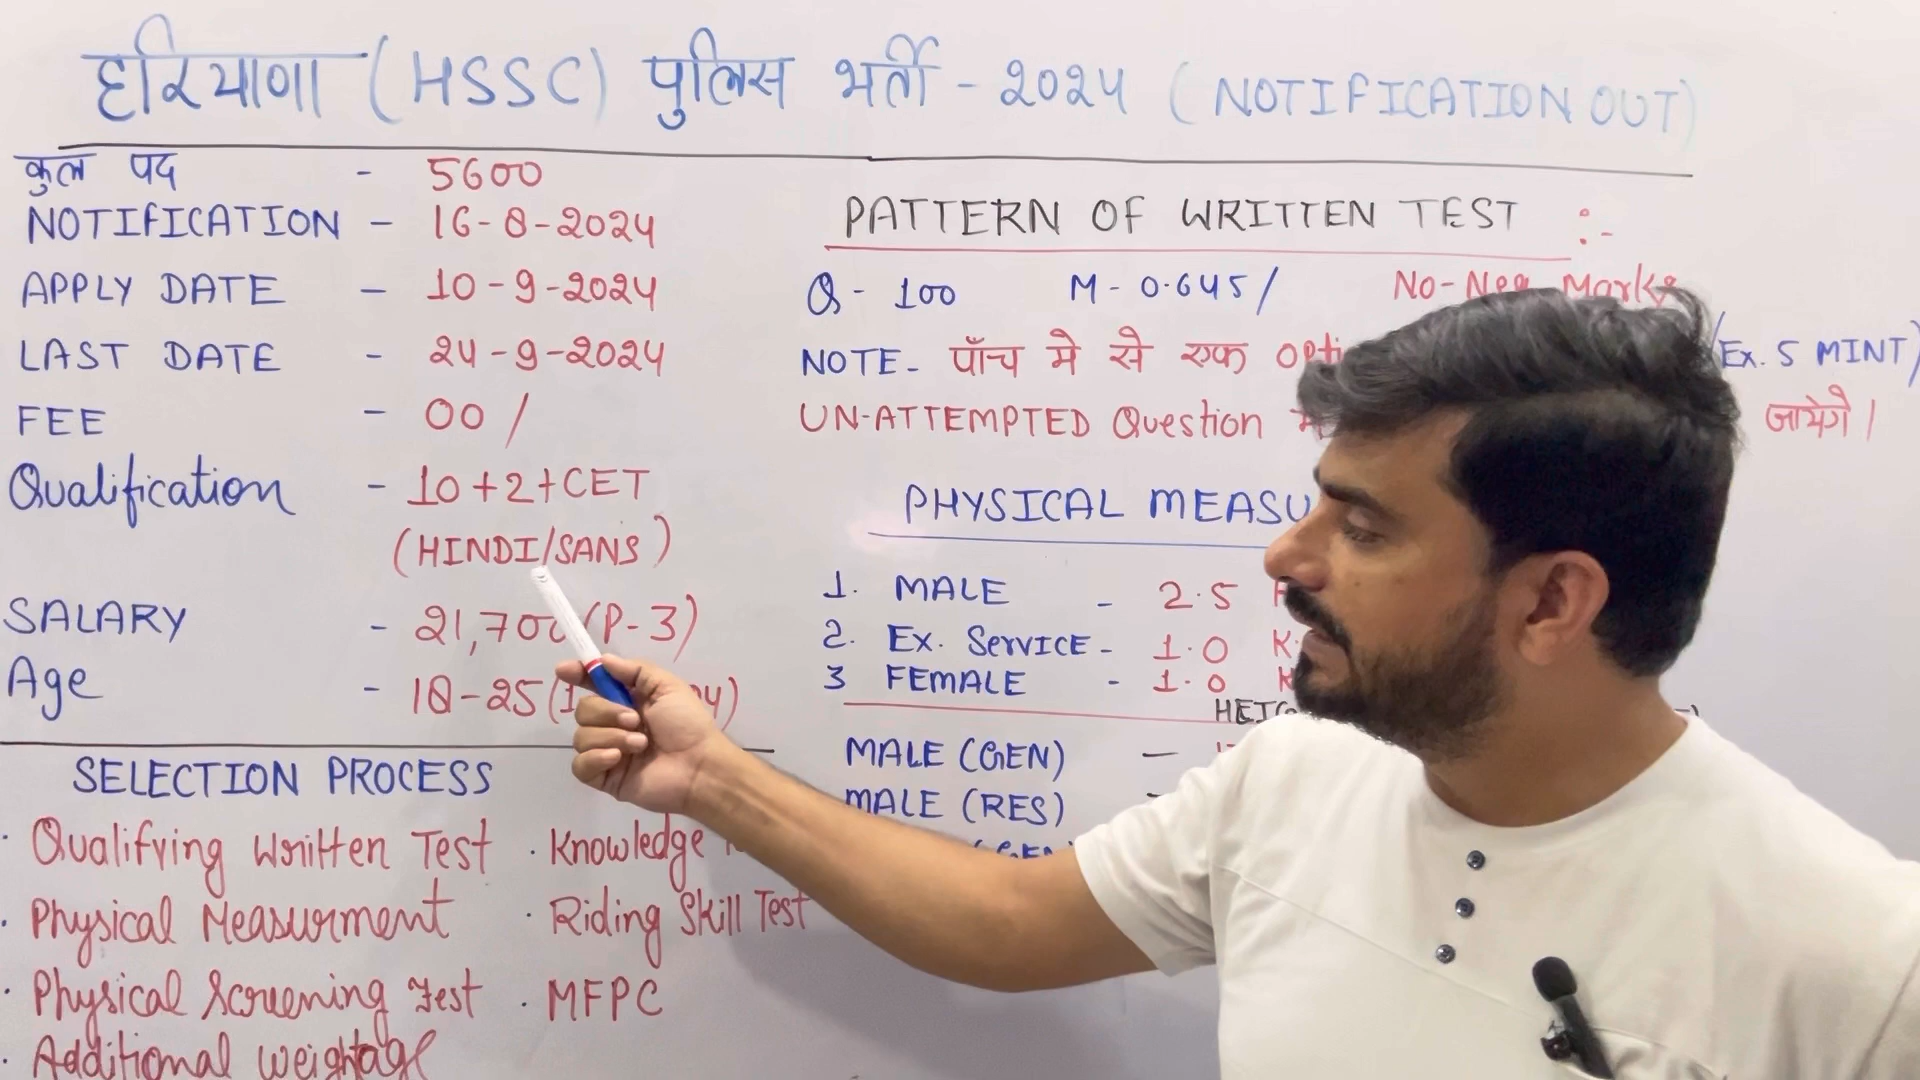 हरियाणा (HSSC) पुलिस भर्ती - 2024 (NOTIFICATION OUT)
कुल पद - 5600
NOTIFICATION - 16-8-2024
APPLY DATE - 10-9-2024
LAST DATE - 24-9-2024
FEE - 00/
Qualification - 10+2+CET
(HINDI/SANS)
SALARY - 21,700 (P-3)
Age - 18-25
SELECTION PROCESS
· Qualifying Written Test
· Physical Measurment
· Physical Screening Test
· Additional Weightage
· Knowledge
· Riding Skill Test
· MFPC
PATTERN OF WRITTEN TEST :-
Q - 100 M - 0.645/ No-Neg Marks
NOTE - पाँच मे से एक (Ex. 5 MINT)
UN-ATTEMPTED Question जायेगे।
PHYSICAL
1. MALE - 2.5
2. Ex. Service - 1.0
3 FEMALE - 1.0
MALE (GEN) -
MALE (RES) -